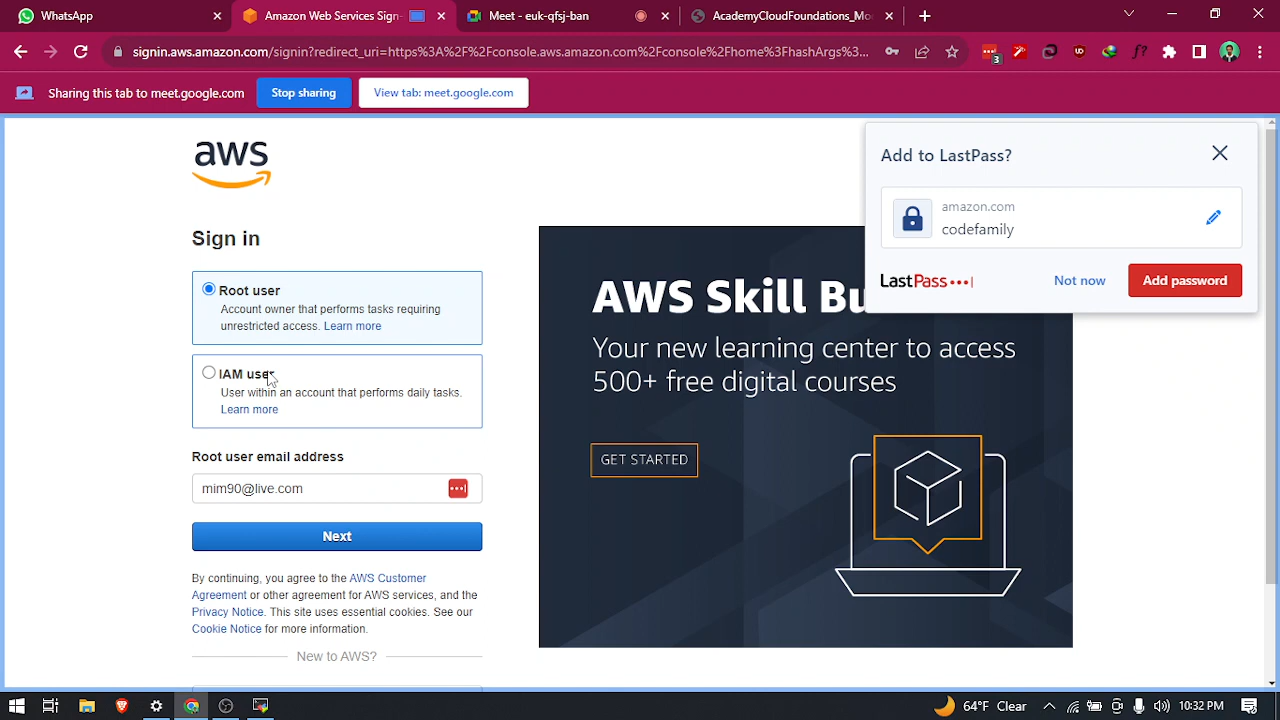 WhatsApp
Amazon Web Services Sign-
Meet - euk-qfsj-ban
AcademyCloudFoundations_Mo
signin.aws.amazon.com/signin?redirect_uri=https%3A%2F%2Fconsole.aws.amazon.com%2Fconsole%2Fhome%3FhashArgs%3...
3
Sharing this tab to meet.google.com
Stop sharing
View tab: meet.google.com
aws
Sign in
Root user
Account owner that performs tasks requiring
unrestricted access. Learn more
IAM user
User within an account that performs daily tasks.
Learn more
Root user email address
mim90@live.com
Next
By continuing, you agree to the AWS Customer
Agreement or other agreement for AWS services, and the
Privacy Notice. This site uses essential cookies. See our
Cookie Notice for more information.
New to AWS?
AWS Skill Bu
Your new learning center to access
500+ free digital courses
GET STARTED
Add to LastPass?
amazon.com
codefamily
LastPass
Not now
Add password
64°F Clear
10:32 PM